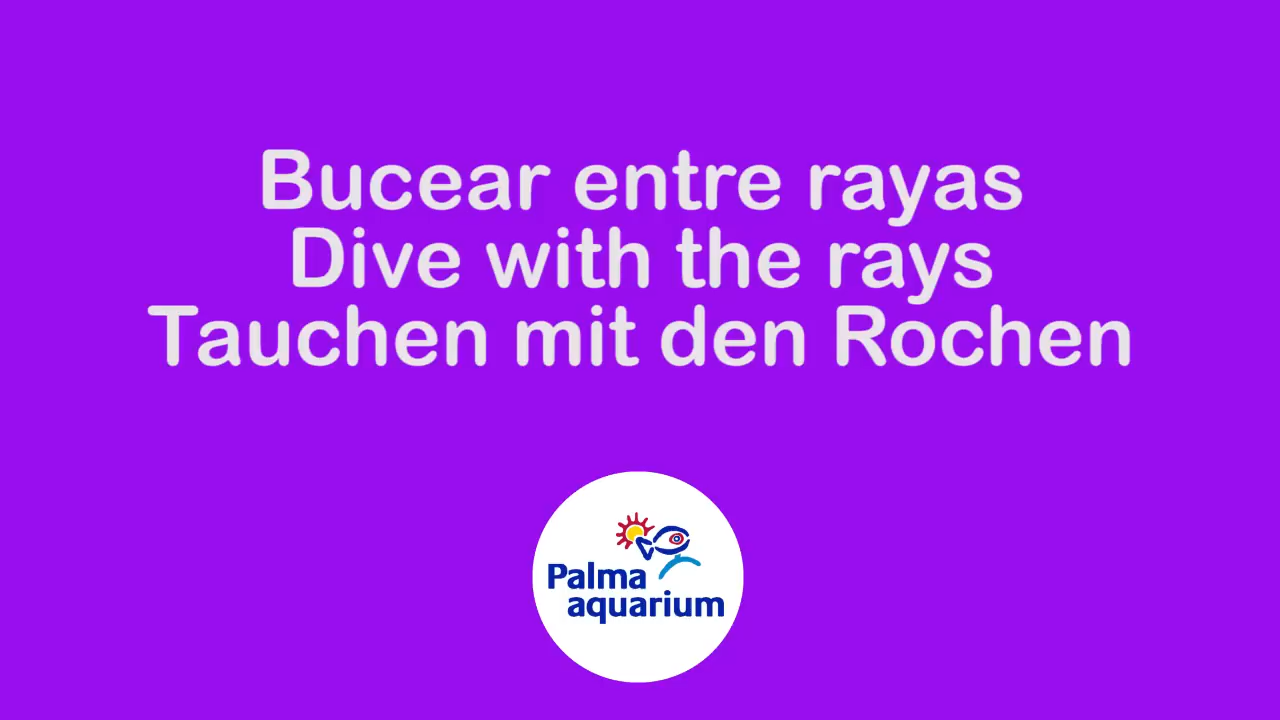 Bucear entre rayas
Dive with the rays
Tauchen mit den Rochen
Palma
aquarium